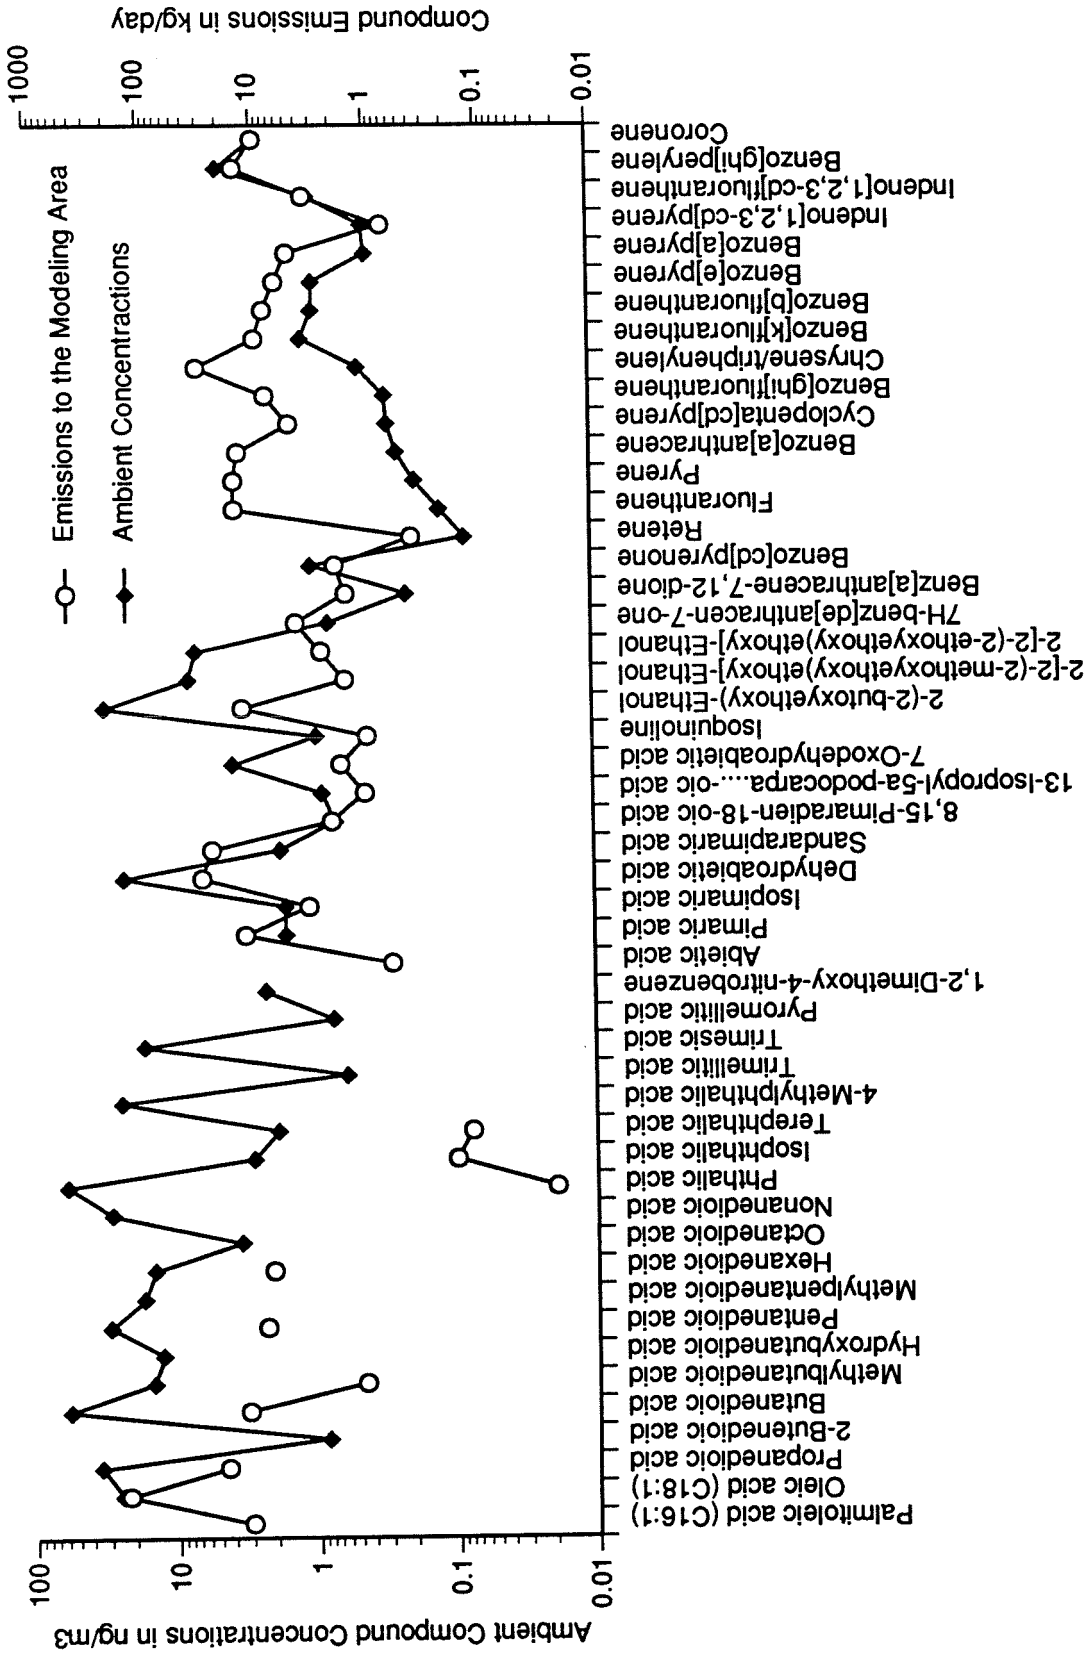 Emissions to the Modeling Area
Ambient Concentrations
Ambient Compound Concentrations in ng/m3
100
10
1
0.1
0.01
Compound Emissions in kg/day
1000
100
10
1
0.1
0.01
Palmitoleic acid (C16:1)
Oleic acid (C18:1)
Propanedioic acid
2-Butenedioic acid
Butanedioic acid
Methylbutanedioic acid
Hydroxybutanedioic acid
Pentanedioic acid
Methylpentanedioic acid
Hexanedioic acid
Octanedioic acid
Nonanedioic acid
Phthalic acid
Isophthalic acid
Terephthalic acid
4-Methylphthalic acid
Trimellitic acid
Trimesic acid
Pyromellitic acid
1,2-Dimethoxy-4-nitrobenzene
Abietic acid
Pimaric acid
Isopimaric acid
Dehydroabietic acid
Sandarapimaric acid
8,15-Pimaradien-18-oic acid
13-Isopropyl-5a-podocarpa....-oic acid
7-Oxodehydroabietic acid
Isoquinoline
2-(2-butoxyethoxy)-Ethanol
2-[2-(2-methoxyethoxy)ethoxy]-Ethanol
2-[2-(2-ethoxyethoxy)ethoxy]-Ethanol
7H-benz[de]anthracen-7-one
Benz[a]anthracene-7,12-dione
Benzo[cd]pyrenone
Retene
Fluoranthene
Pyrene
Benzo[a]anthracene
Cyclopenta[cd]pyrene
Benzo[ghi]fluoranthene
Chrysene/triphenylene
Benzo[k]fluoranthene
Benzo[b]fluoranthene
Benzo[e]pyrene
Benzo[a]pyrene
Indeno[1,2,3-cd]pyrene
Indeno[1,2,3-cd]fluoranthene
Benzo[ghi]perylene
Coronene